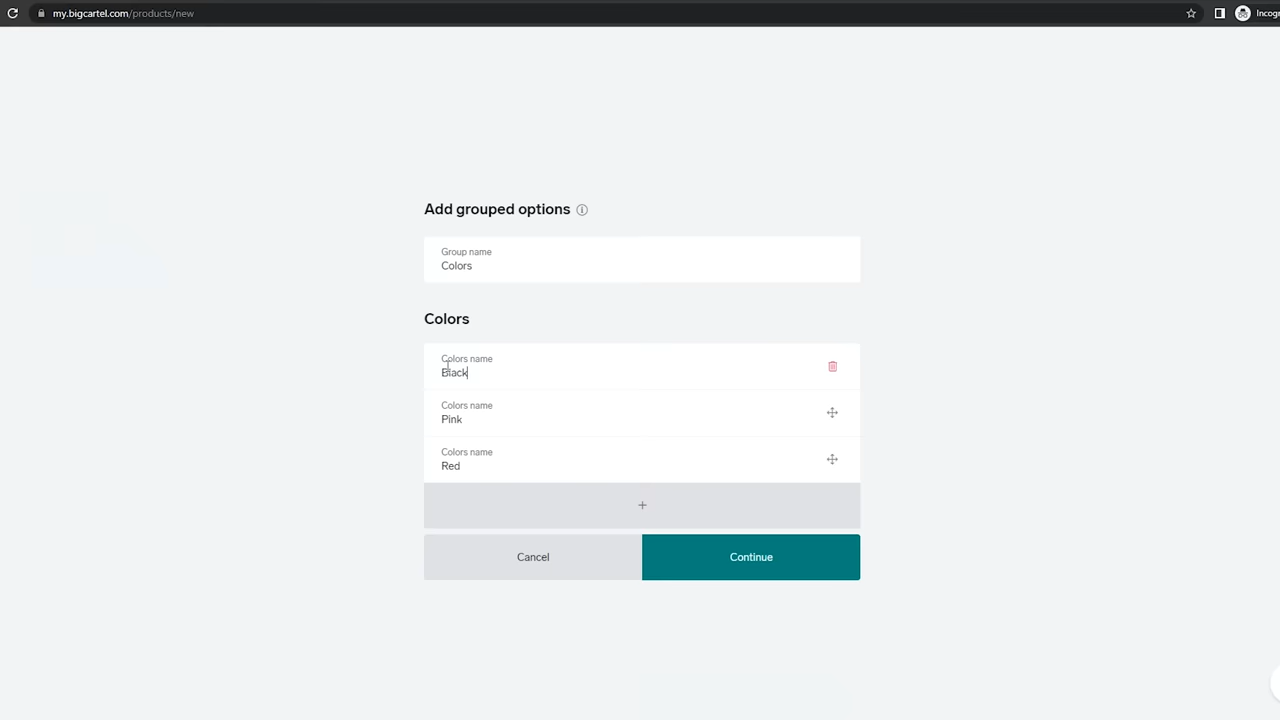 my.bigcartel.com/products/new
Add grouped options
Group name
Colors
Colors
Colors name
Black
Colors name
Pink
Colors name
Red
Cancel
Continue